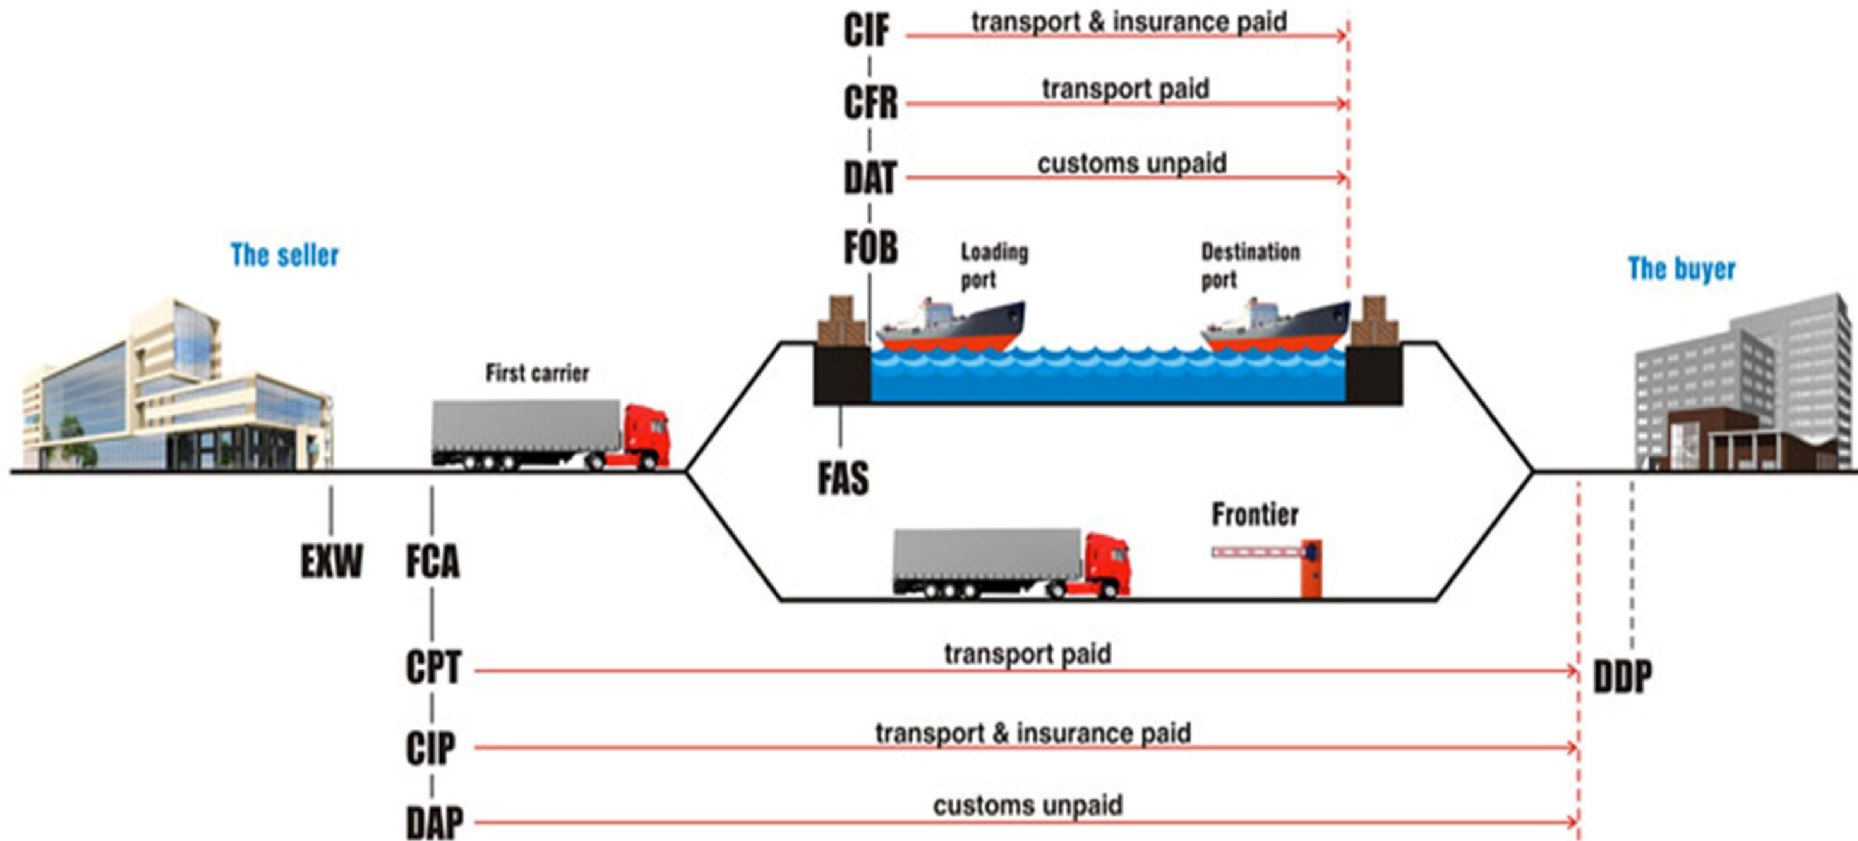 CIF
transport & insurance paid
CFR
transport paid
DAT
customs unpaid
FOB
Loading
port
Destination
port
The seller
The buyer
First carrier
FAS
Frontier
EXW
FCA
CPT
transport paid
DDP
CIP
transport & insurance paid
DAP
customs unpaid